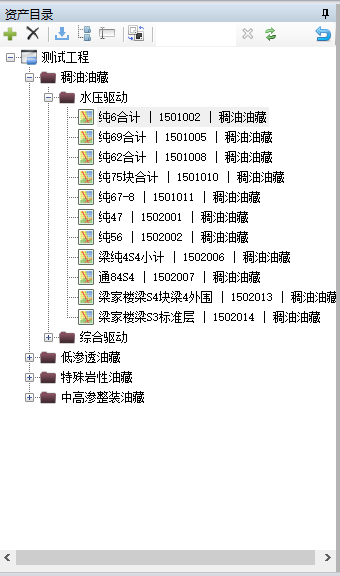 资产目录
测试工程
稠油油藏
水压驱动
纯6合计 | 1501002 | 稠油油藏
纯69合计 | 1501005 | 稠油油藏
纯62合计 | 1501008 | 稠油油藏
纯75块合计 | 1501010 | 稠油油藏
纯67-8 | 1501011 | 稠油油藏
纯47 | 1502001 | 稠油油藏
纯56 | 1502002 | 稠油油藏
梁纯4S4小计 | 1502006 | 稠油油藏
通84S4 | 1502007 | 稠油油藏
梁家楼梁S4块梁4外围 | 1502013 | 稠油油藏
梁家楼梁S3标准层 | 1502014 | 稠油油藏
综合驱动
低渗透油藏
特殊岩性油藏
中高渗整装油藏